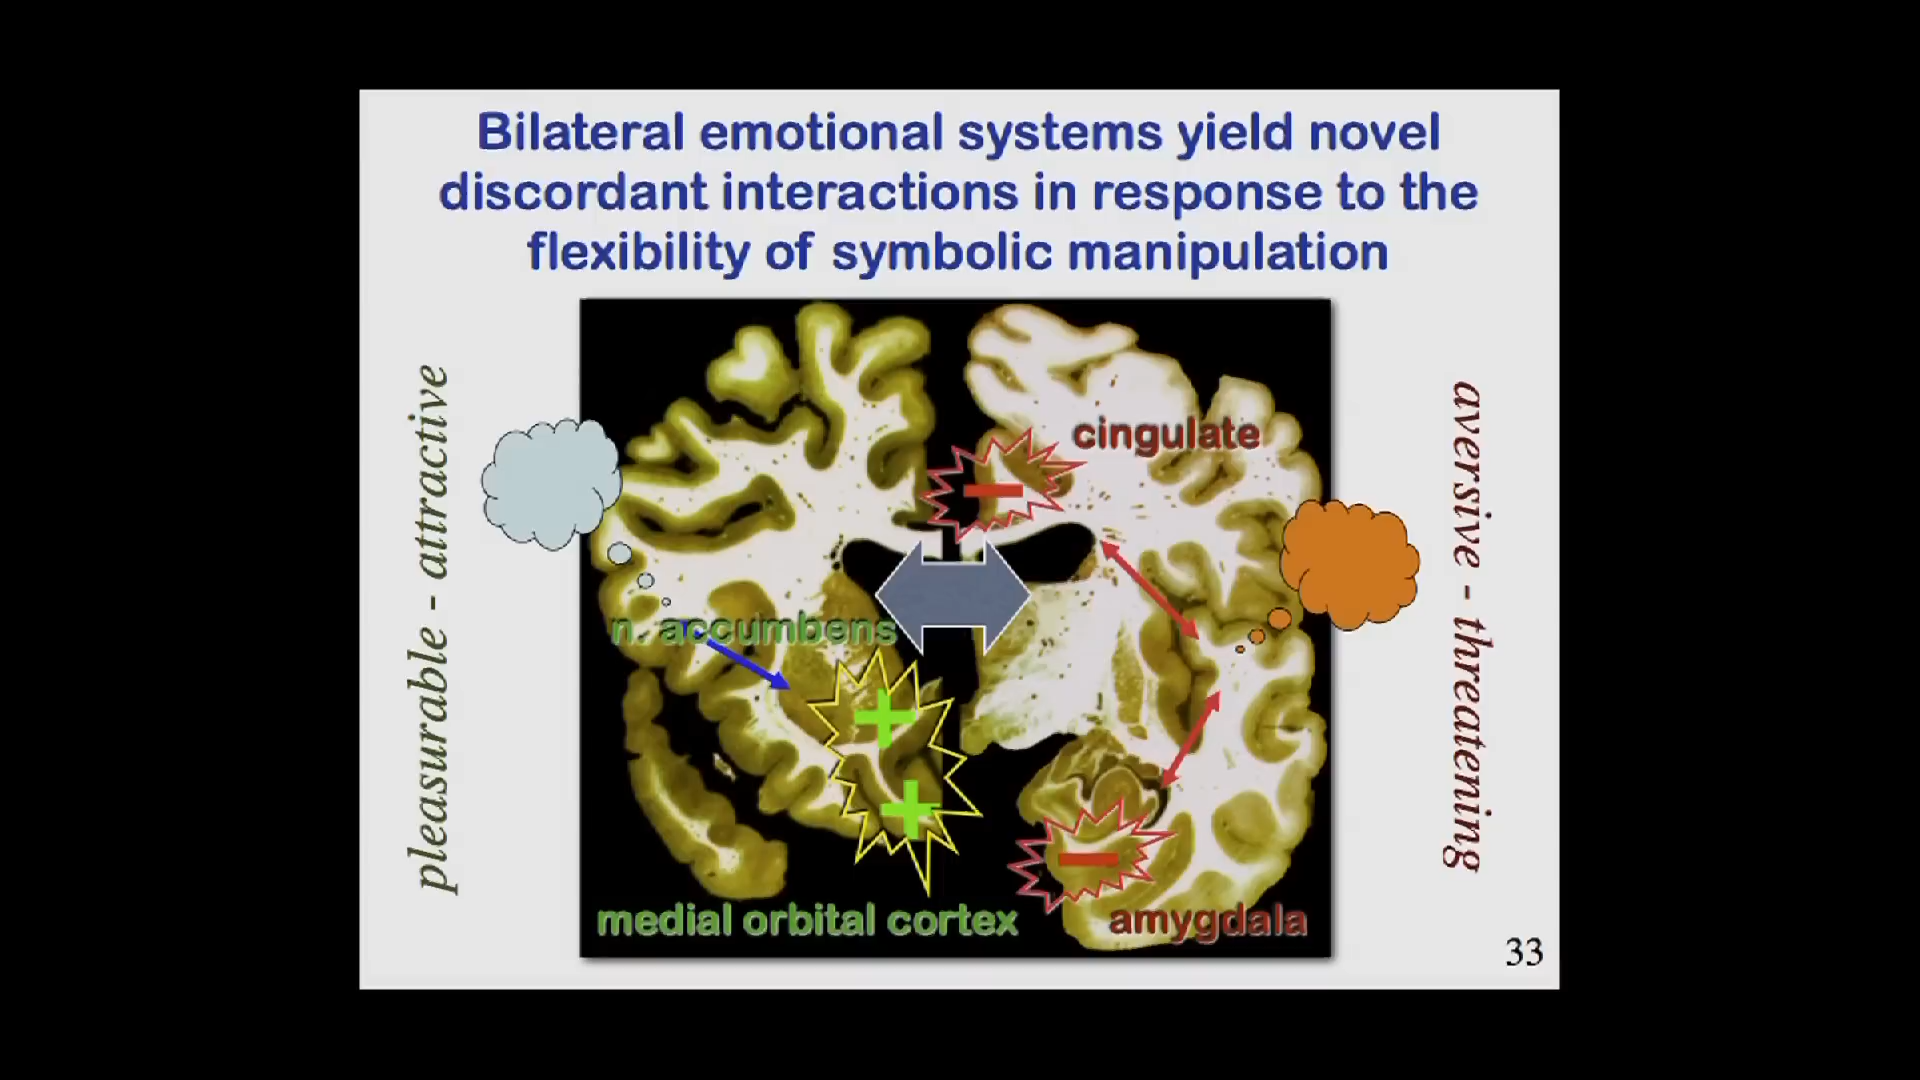 Bilateral emotional systems yield novel
discordant interactions in response to the
flexibility of symbolic manipulation
pleasurable - attractive
cingulate
aversive - threatening
n. accumbens
medial orbital cortex
amygdala
33